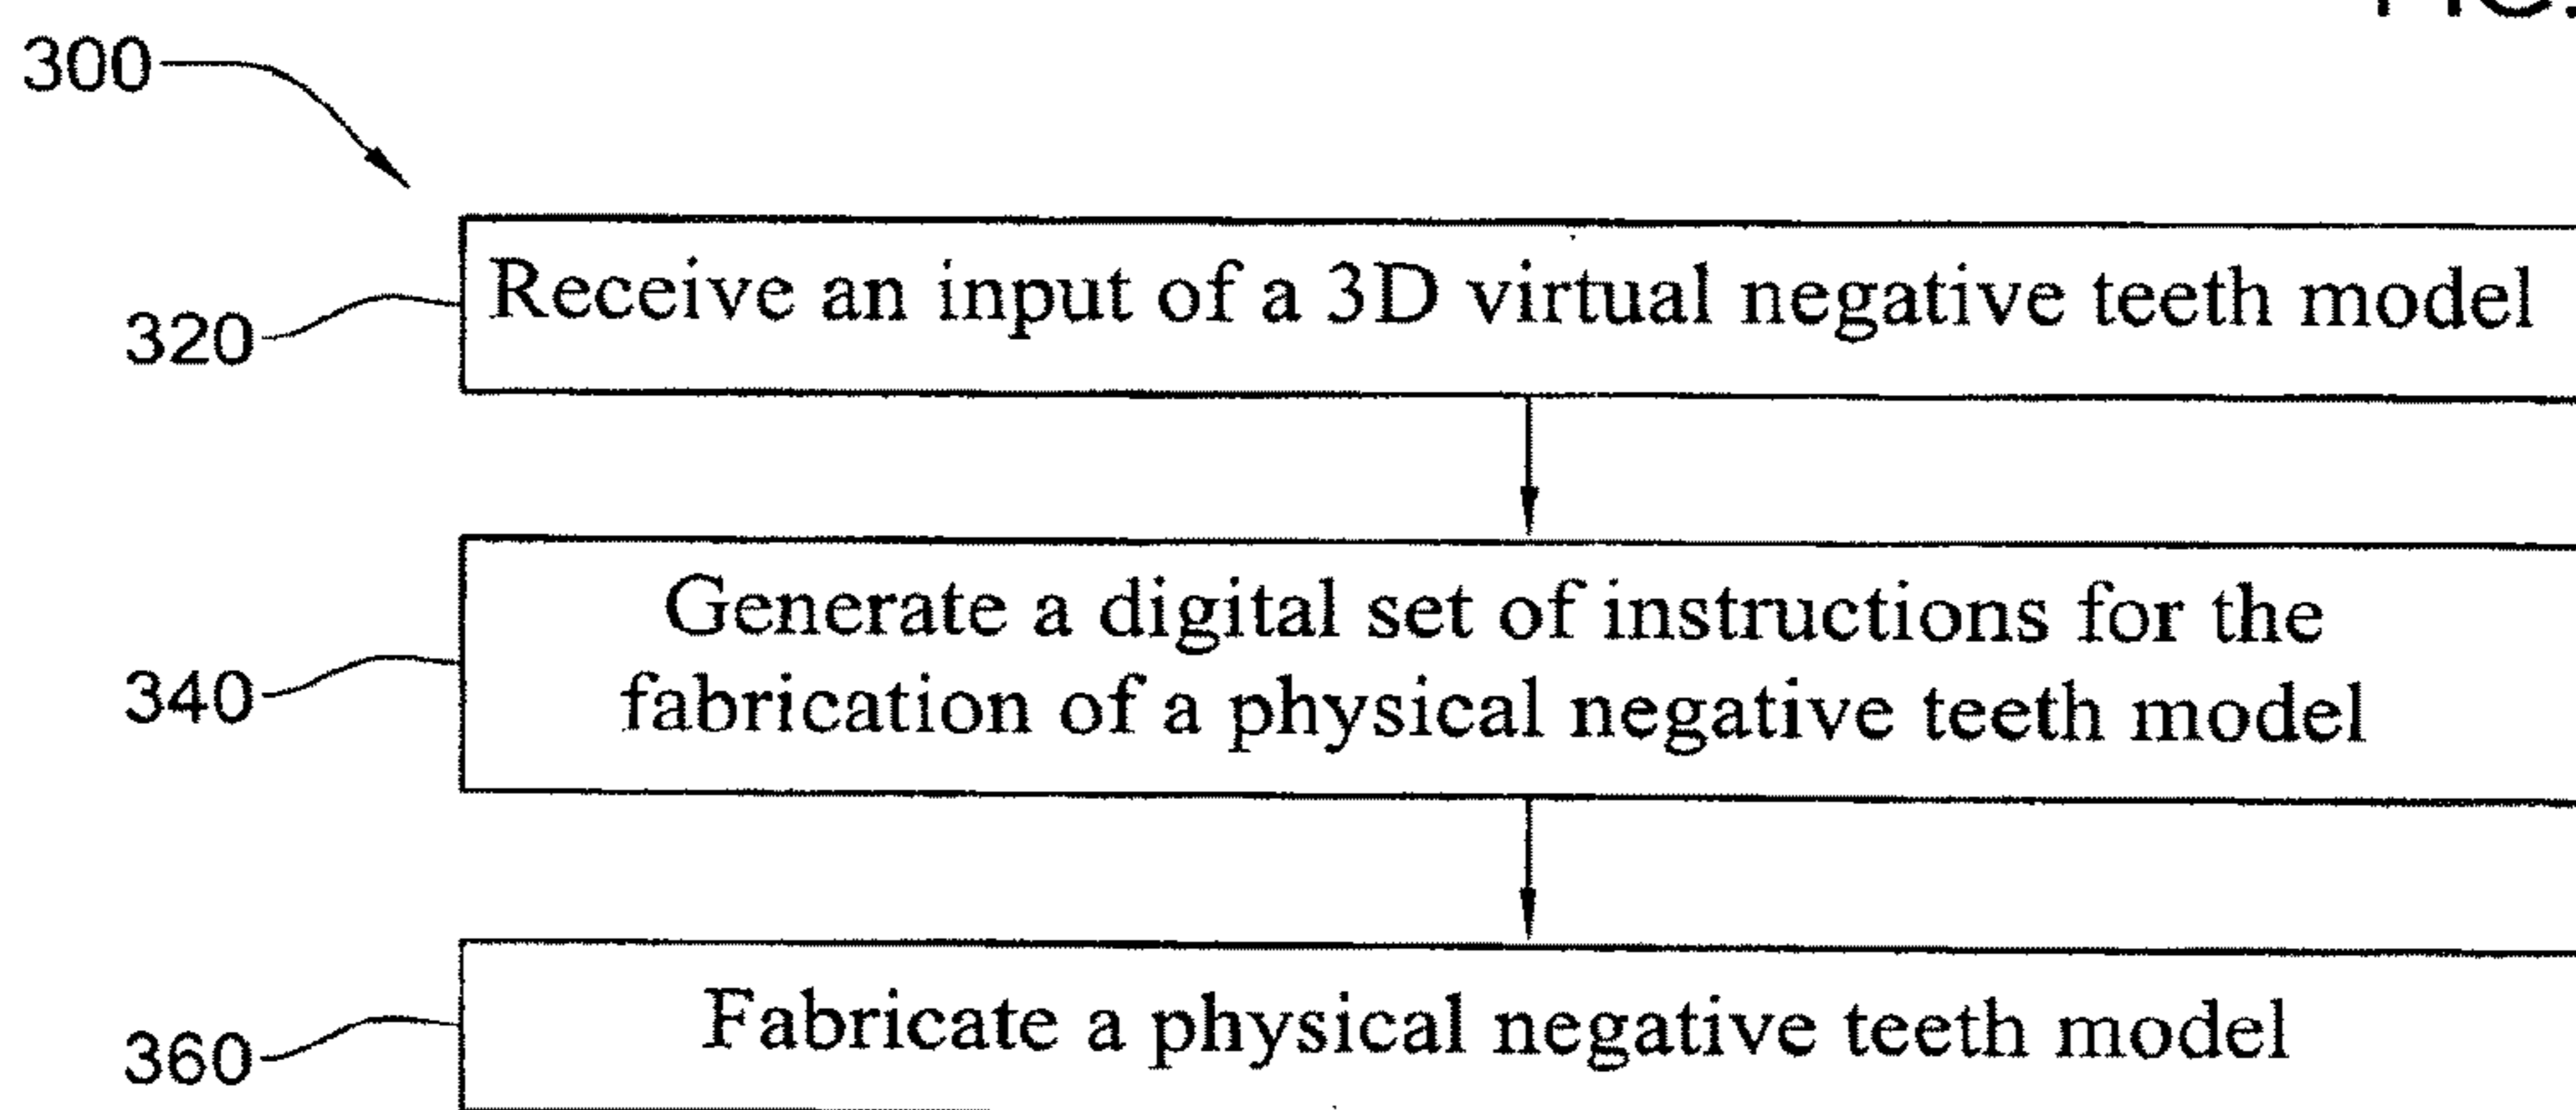 300
320
Receive an input of a 3D virtual negative teeth model
340
Generate a digital set of instructions for the
fabrication of a physical negative teeth model
360
Fabricate a physical negative teeth model